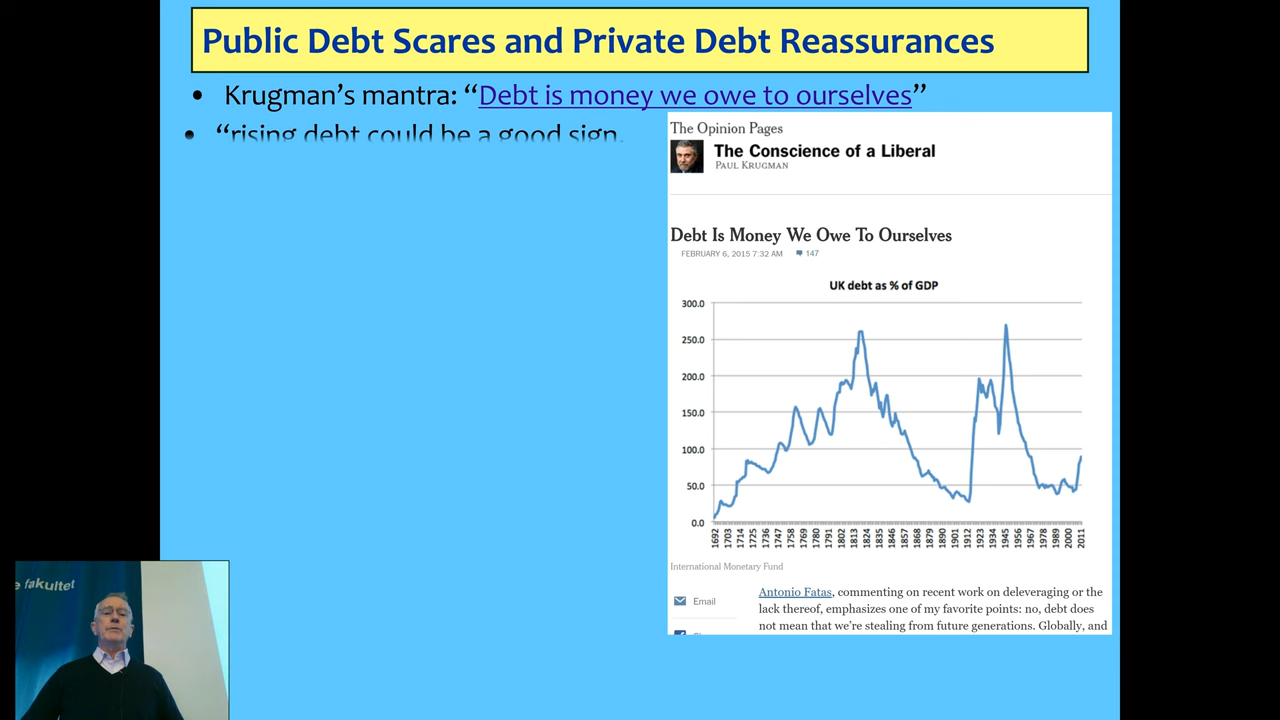 Public Debt Scares and Private Debt Reassurances
• Krugman’s mantra: “Debt is money we owe to ourselves”
• “rising debt could be a good sign.
The Opinion Pages
The Conscience of a Liberal
PAUL KRUGMAN
Debt Is Money We Owe To Ourselves
FEBRUARY 6, 2015 7:32 AM 147
UK debt as % of GDP
300.0
250.0
200.0
150.0
100.0
50.0
0.0
1692 1703 1714 1725 1736 1747 1758 1769 1780 1791 1802 1813 1824 1835 1846 1857 1868 1879 1890 1901 1912 1923 1934 1945 1956 1967 1978 1989 2000 2011
International Monetary Fund
Antonio Fatas, commenting on recent work on deleveraging or the
lack thereof, emphasizes one of my favorite points: no, debt does
not mean that we’re stealing from future generations. Globally, and
Email
e fakultet